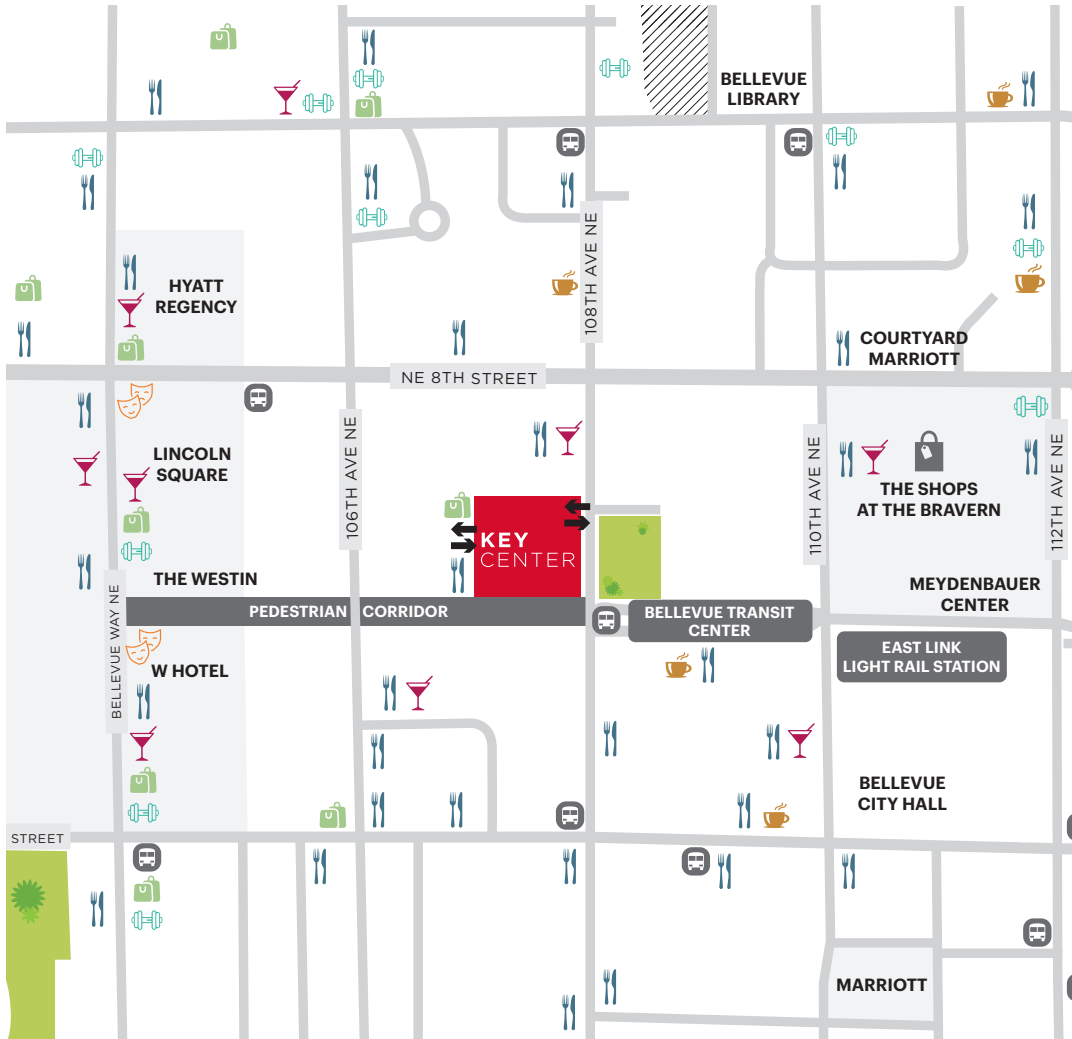 BELLEVUE
LIBRARY
108TH AVE NE
HYATT
REGENCY
COURTYARD
MARRIOTT
NE 8TH STREET
LINCOLN
SQUARE
106TH AVE NE
110TH AVE NE
112TH AVE NE
THE SHOPS
AT THE BRAVERN
KEY
CENTER
THE WESTIN
MEYDENBAUER
CENTER
BELLEVUE WAY NE
PEDESTRIAN CORRIDOR
BELLEVUE TRANSIT
CENTER
EAST LINK
LIGHT RAIL STATION
W HOTEL
BELLEVUE
CITY HALL
STREET
MARRIOTT